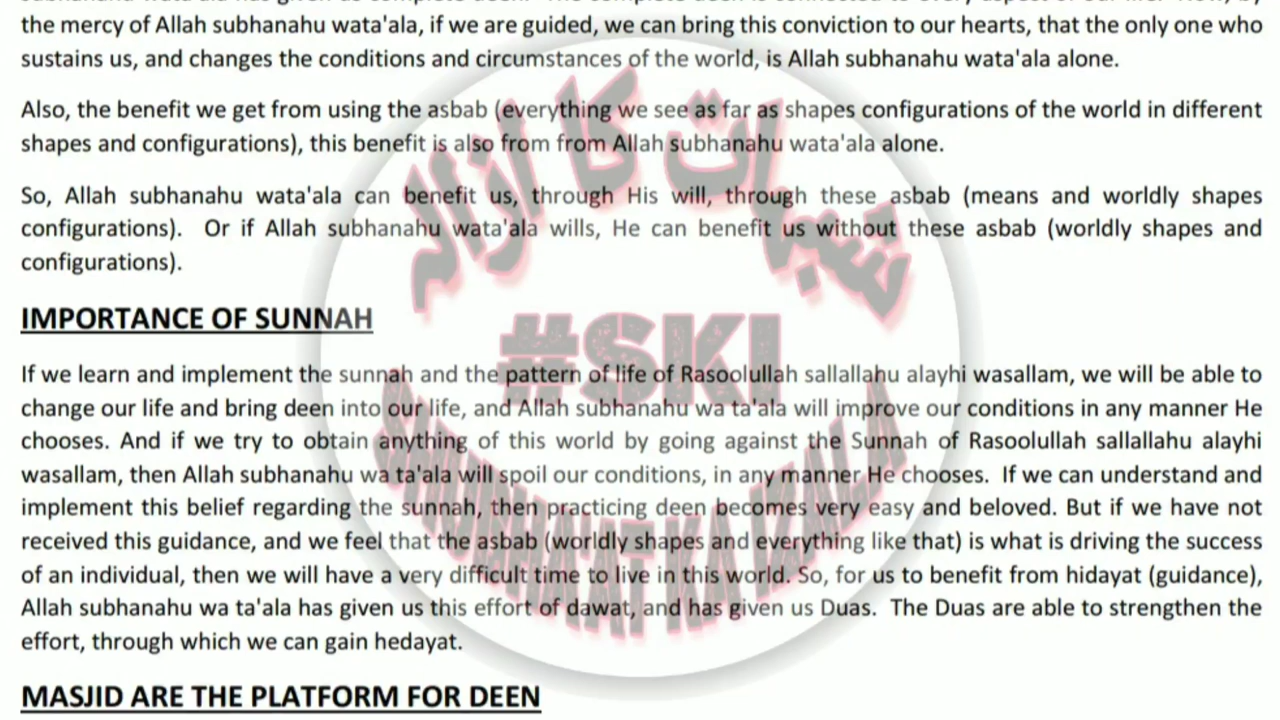 the mercy of Allah subhanahu wata'ala, if we are guided, we can bring this conviction to our hearts, that the only one who
sustains us, and changes the conditions and circumstances of the world, is Allah subhanahu wata'ala alone.
Also, the benefit we get from using the asbab (everything we see as far as shapes configurations of the world in different
shapes and configurations), this benefit is also from from Allah subhanahu wata'ala alone.
So, Allah subhanahu wata'ala can benefit us, through His will, through these asbab (means and worldly shapes
configurations). Or if Allah subhanahu wata'ala wills, He can benefit us without these asbab (worldly shapes and
configurations).
شبہات کا ازالہ
#SKI
SHUBHAAT KA IZALA
IMPORTANCE OF SUNNAH
If we learn and implement the sunnah and the pattern of life of Rasoolullah sallallahu alayhi wasallam, we will be able to
change our life and bring deen into our life, and Allah subhanahu wa ta'ala will improve our conditions in any manner He
chooses. And if we try to obtain anything of this world by going against the Sunnah of Rasoolullah sallallahu alayhi
wasallam, then Allah subhanahu wa ta'ala will spoil our conditions, in any manner He chooses. If we can understand and
implement this belief regarding the sunnah, then practicing deen becomes very easy and beloved. But if we have not
received this guidance, and we feel that the asbab (worldly shapes and everything like that) is what is driving the success
of an individual, then we will have a very difficult time to live in this world. So, for us to benefit from hidayat (guidance),
Allah subhanahu wa ta'ala has given us this effort of dawat, and has given us Duas. The Duas are able to strengthen the
effort, through which we can gain hedayat.
MASJID ARE THE PLATFORM FOR DEEN